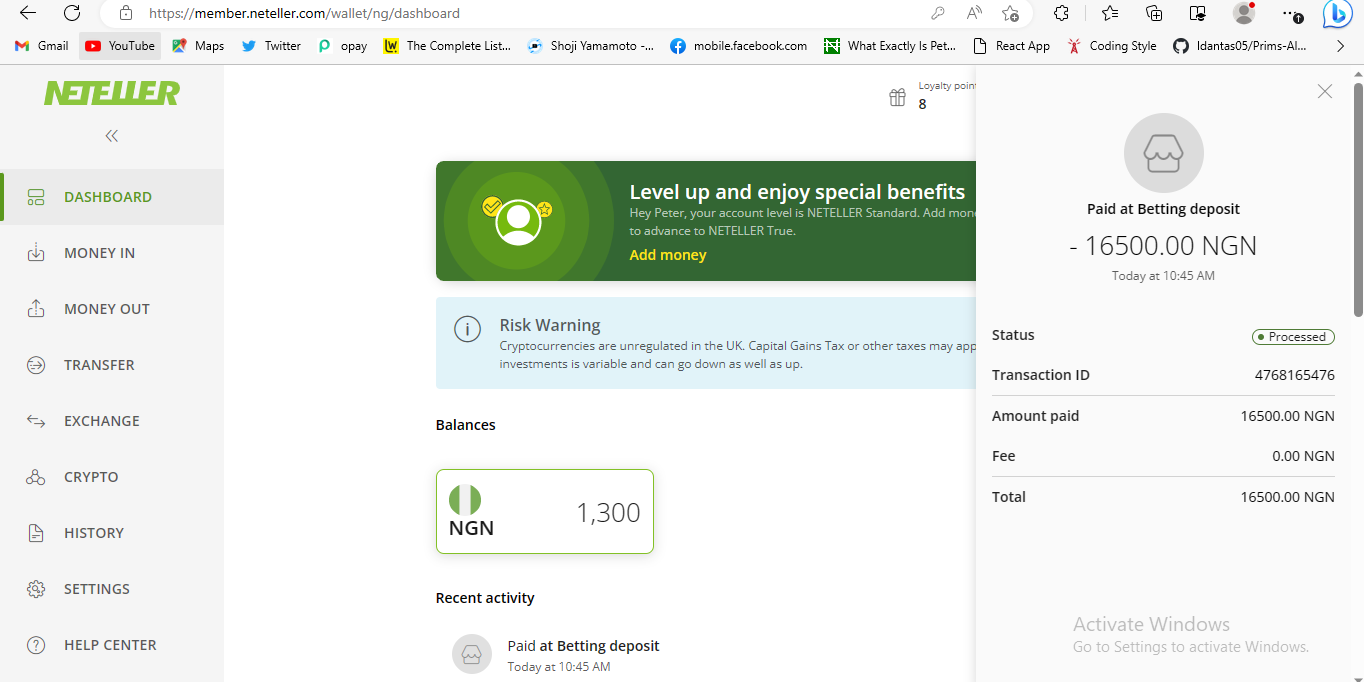 https://member.neteller.com/wallet/ng/dashboard
Gmail
YouTube
Maps
Twitter
opay
The Complete List...
Shoji Yamamoto -...
mobile.facebook.com
What Exactly Is Pet...
React App
Coding Style
Idantas05/Prims-Al...
NETELLER
DASHBOARD
MONEY IN
MONEY OUT
TRANSFER
EXCHANGE
CRYPTO
HISTORY
SETTINGS
HELP CENTER
Loyalty poin
8
Level up and enjoy special benefits
Hey Peter, your account level is NETELLER Standard. Add mon
to advance to NETELLER True.
Add money
Risk Warning
Cryptocurrencies are unregulated in the UK. Capital Gains Tax or other taxes may app
investments is variable and can go down as well as up.
Balances
NGN
1,300
Recent activity
Paid at Betting deposit
Today at 10:45 AM
Paid at Betting deposit
- 16500.00 NGN
Today at 10:45 AM
Status
Processed
Transaction ID
4768165476
Amount paid
16500.00 NGN
Fee
0.00 NGN
Total
16500.00 NGN
Activate Windows
Go to Settings to activate Windows.